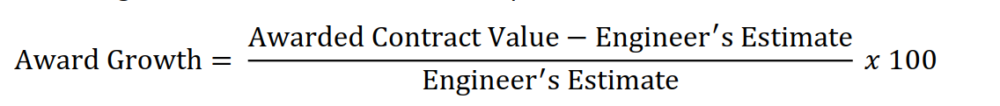 Awarded Contract Value − Engineer′s Estimate
Award Growth = x 100
Engineer′s Estimate